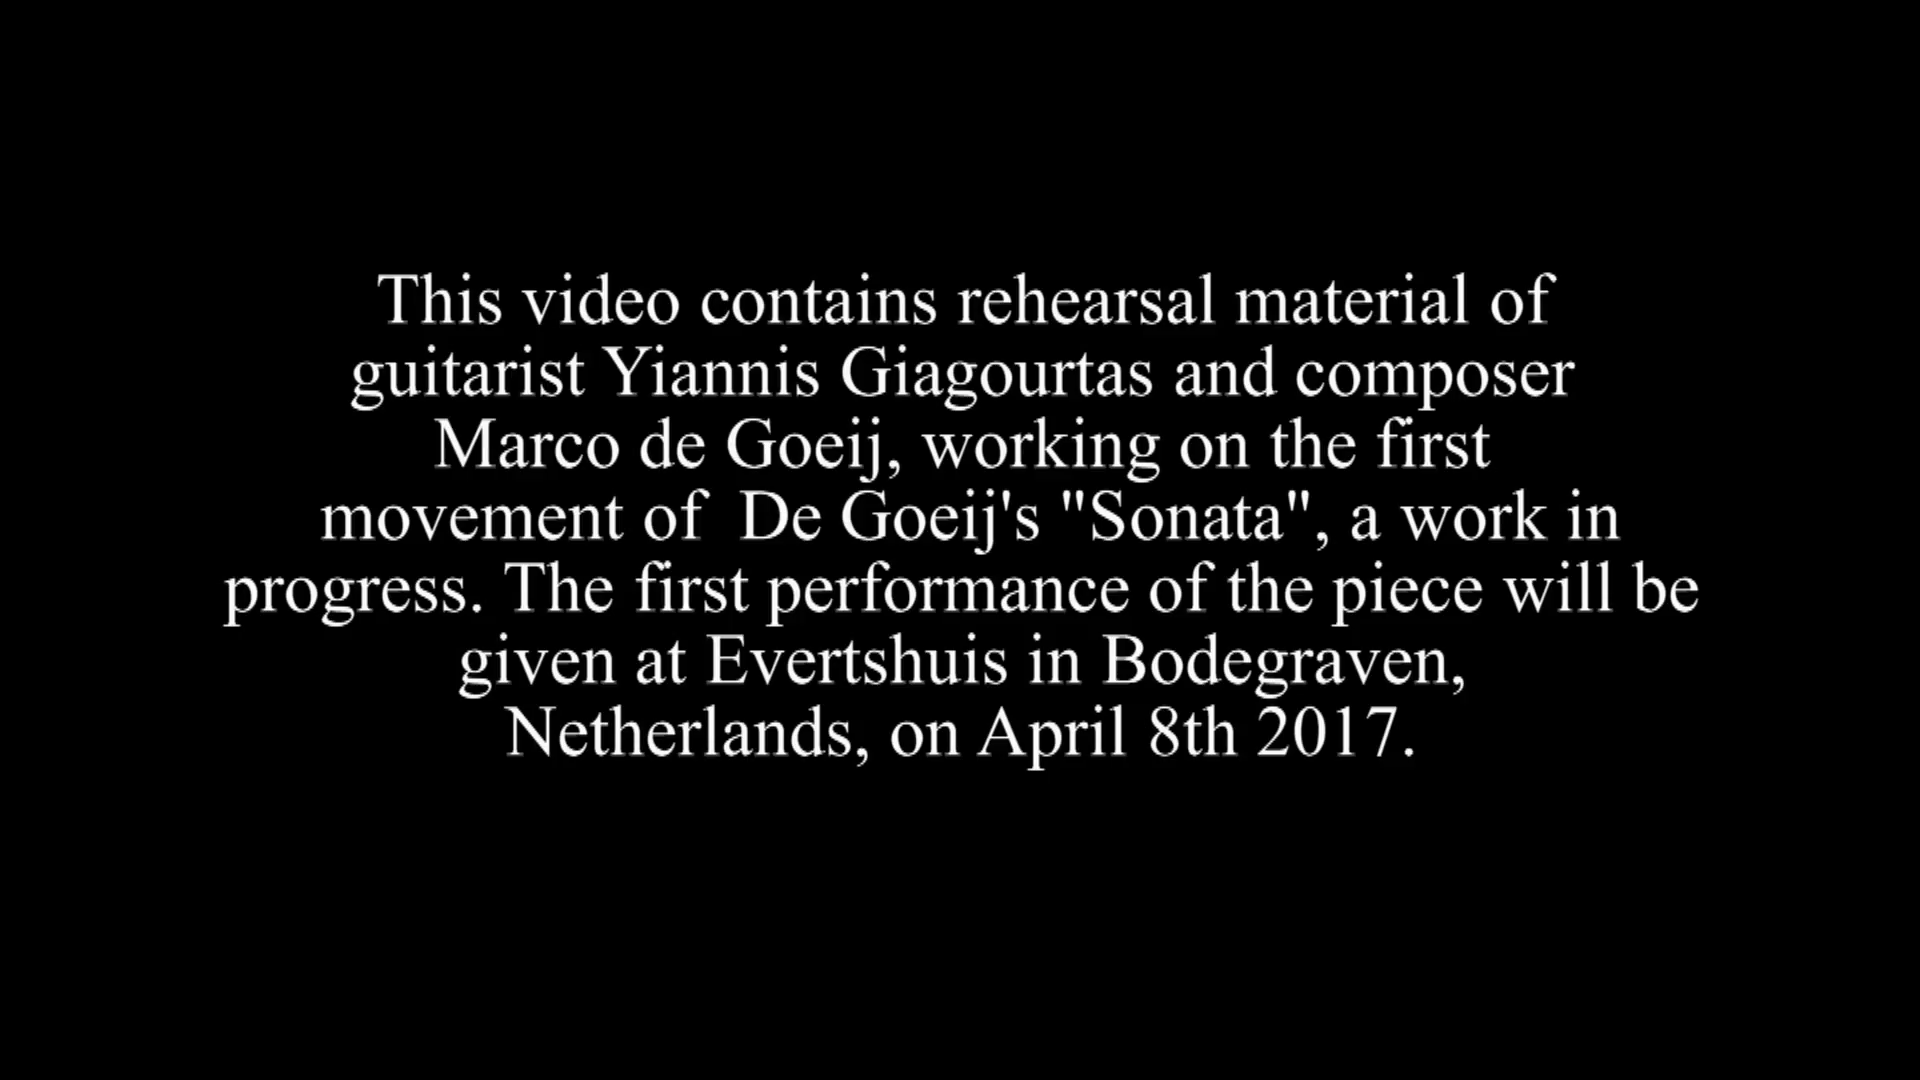 This video contains rehearsal material of
guitarist Yiannis Giagourtas and composer
Marco de Goeij, working on the first
movement of  De Goeij's "Sonata", a work in
progress. The first performance of the piece will be
given at Evertshuis in Bodegraven,
Netherlands, on April 8th 2017.